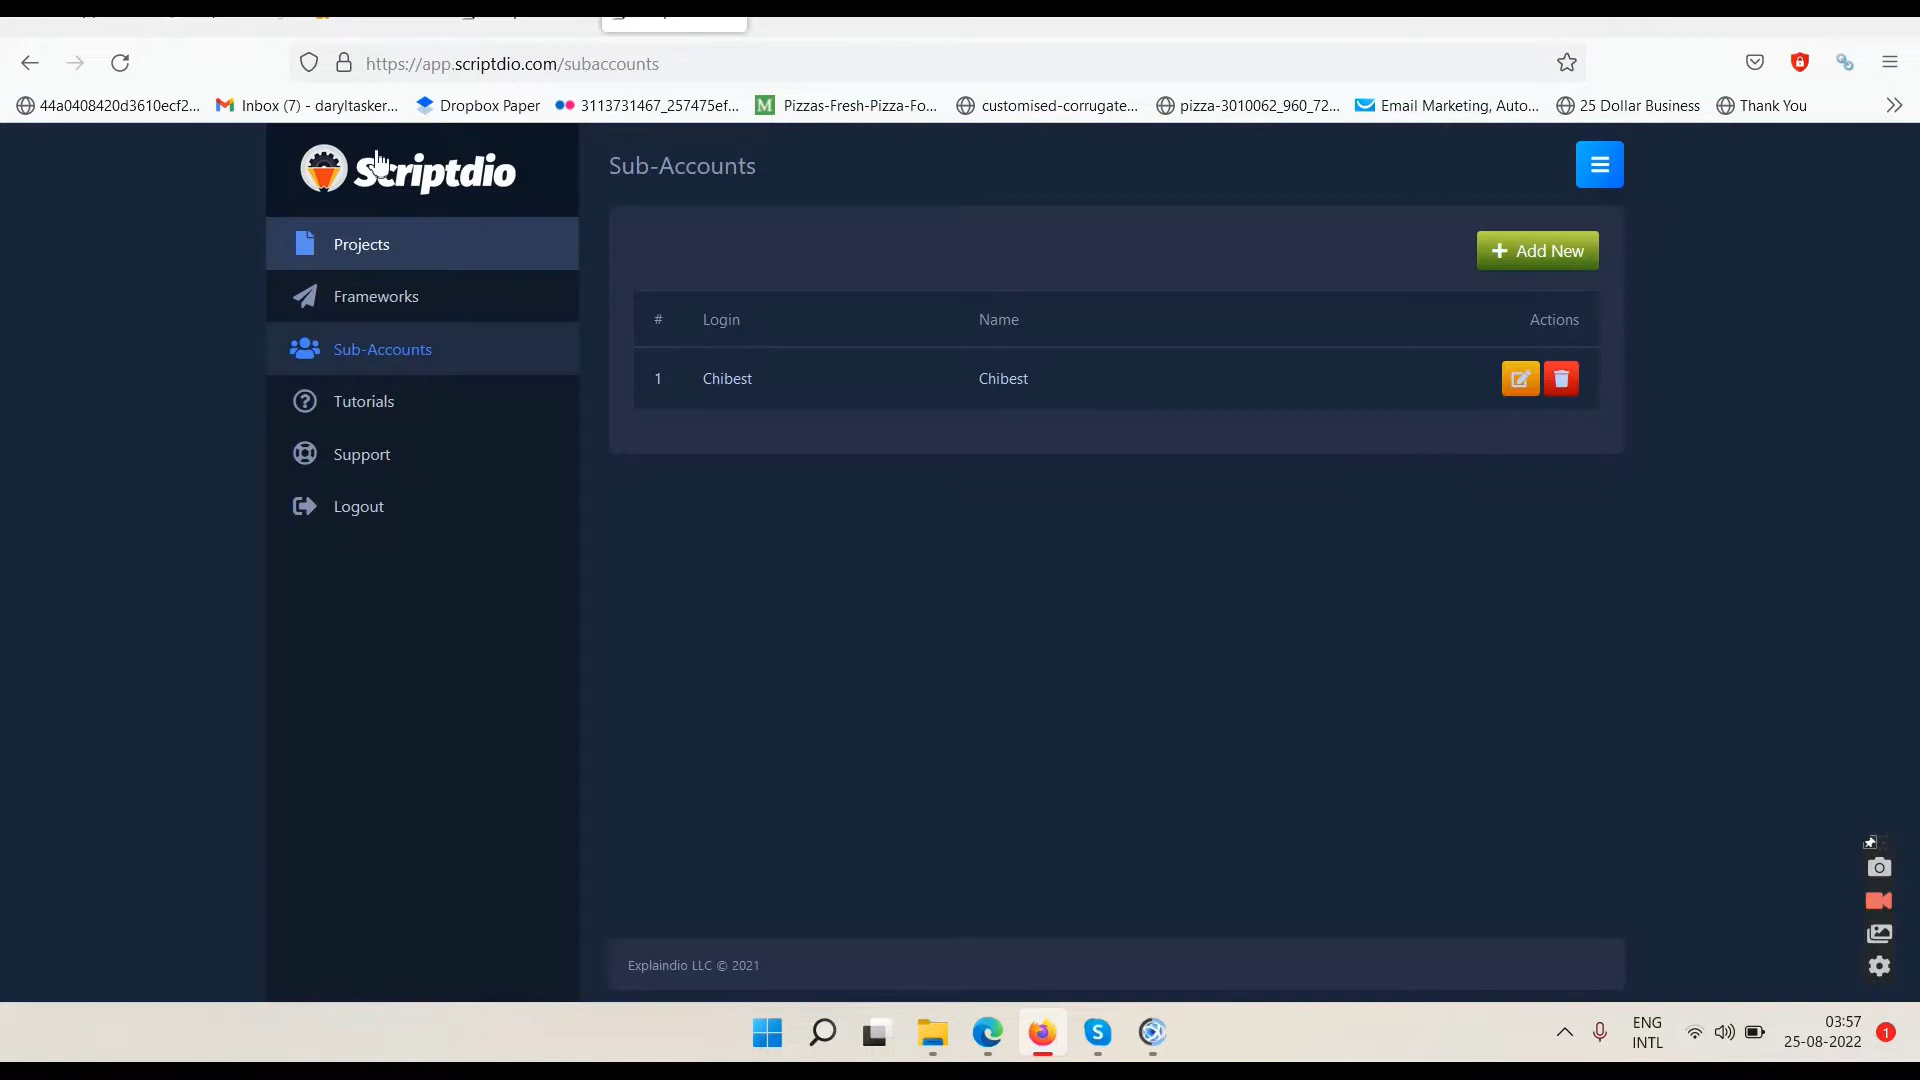 https://app.scriptdio.com/subaccounts
44a0408420d3610ecf2... Inbox (7) - daryltasker... Dropbox Paper 3113731467_257475ef... M Pizzas-Fresh-Pizza-Fo... customised-corrugate... pizza-3010062_960_72... Email Marketing, Auto... 25 Dollar Business Thank You
Scriptdio
Sub-Accounts
Projects
Frameworks
Sub-Accounts
Tutorials
Support
Logout
Add New
# Login Name Actions
1 Chibest Chibest
Explaindio LLC © 2021
S
ENG
INTL
03:57
25-08-2022
1